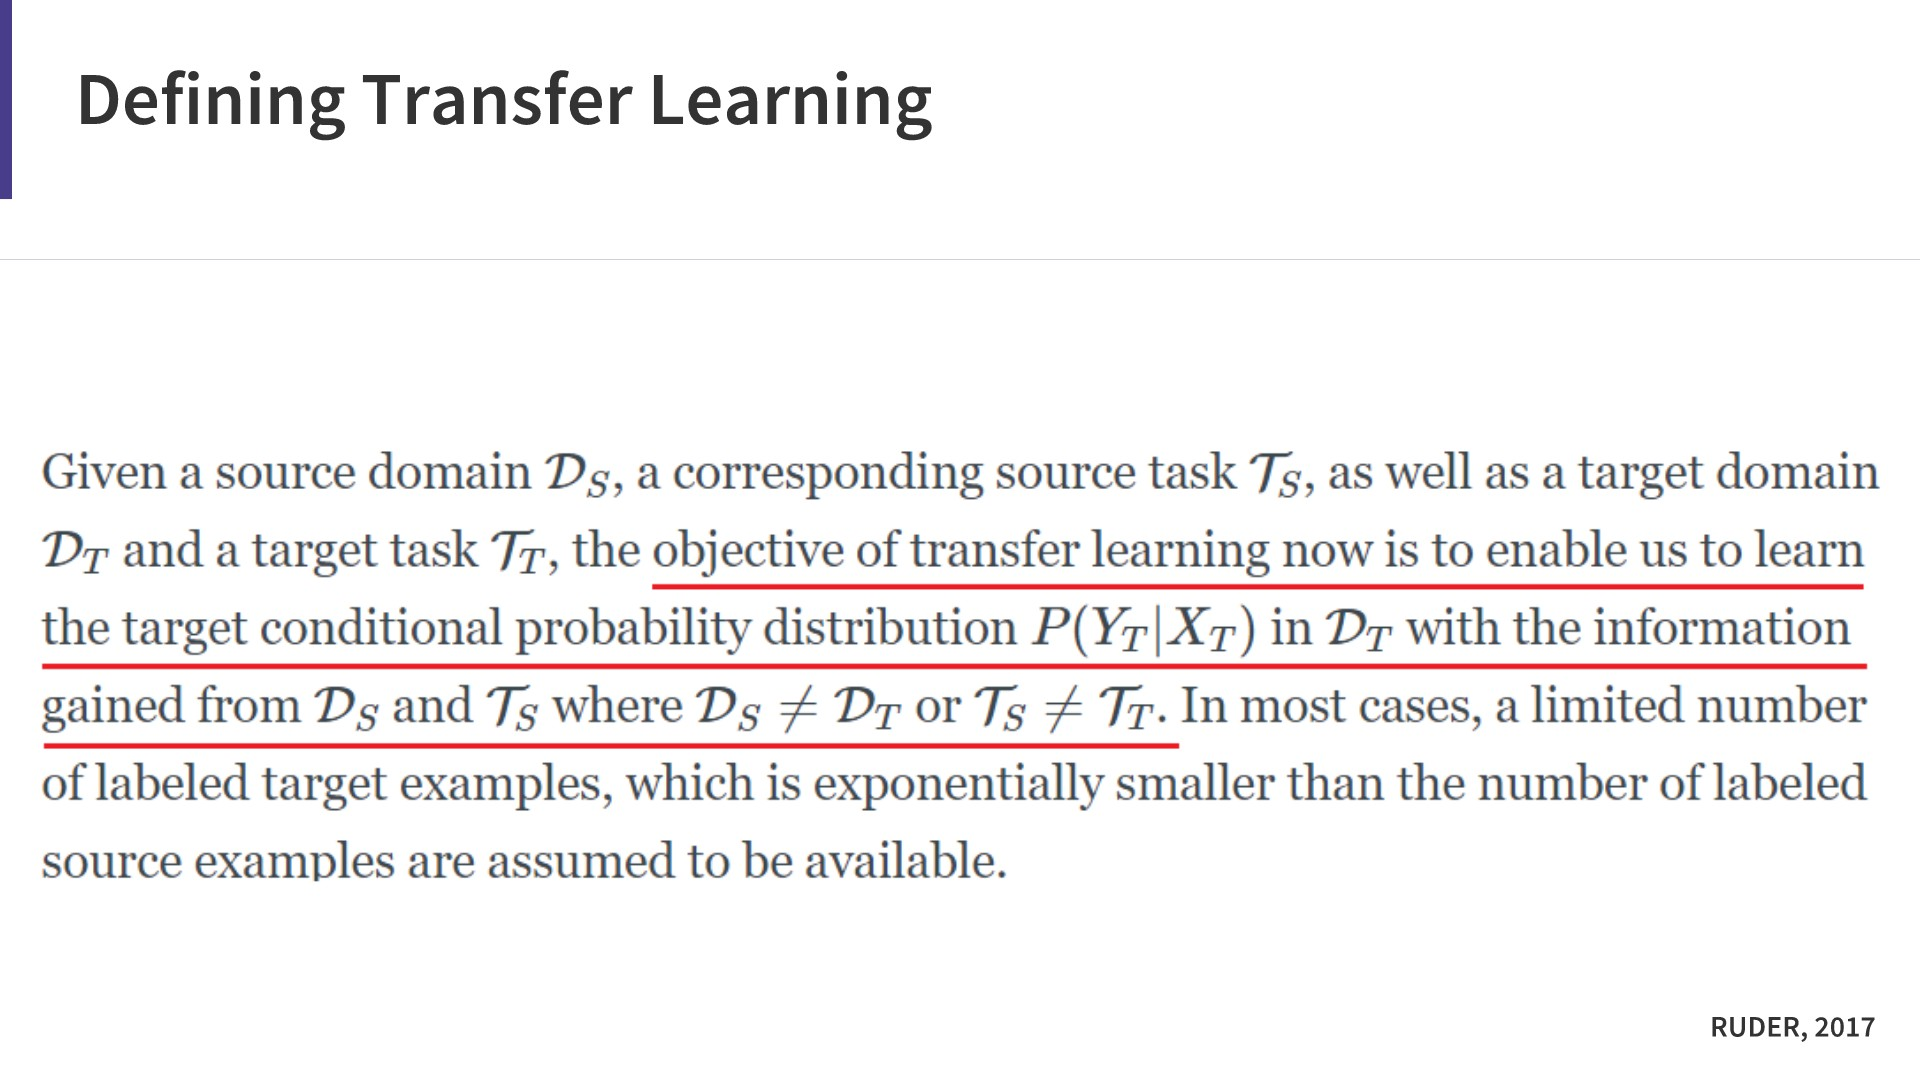 Defining Transfer Learning
Given a source domain 𝒟_S, a corresponding source task 𝒯_S, as well as a target domain
𝒟_T and a target task 𝒯_T, the objective of transfer learning now is to enable us to learn
the target conditional probability distribution P(Y_T|X_T) in 𝒟_T with the information
gained from 𝒟_S and 𝒯_S where 𝒟_S ≠ 𝒟_T or 𝒯_S ≠ 𝒯_T. In most cases, a limited number
of labeled target examples, which is exponentially smaller than the number of labeled
source examples are assumed to be available.
RUDER, 2017